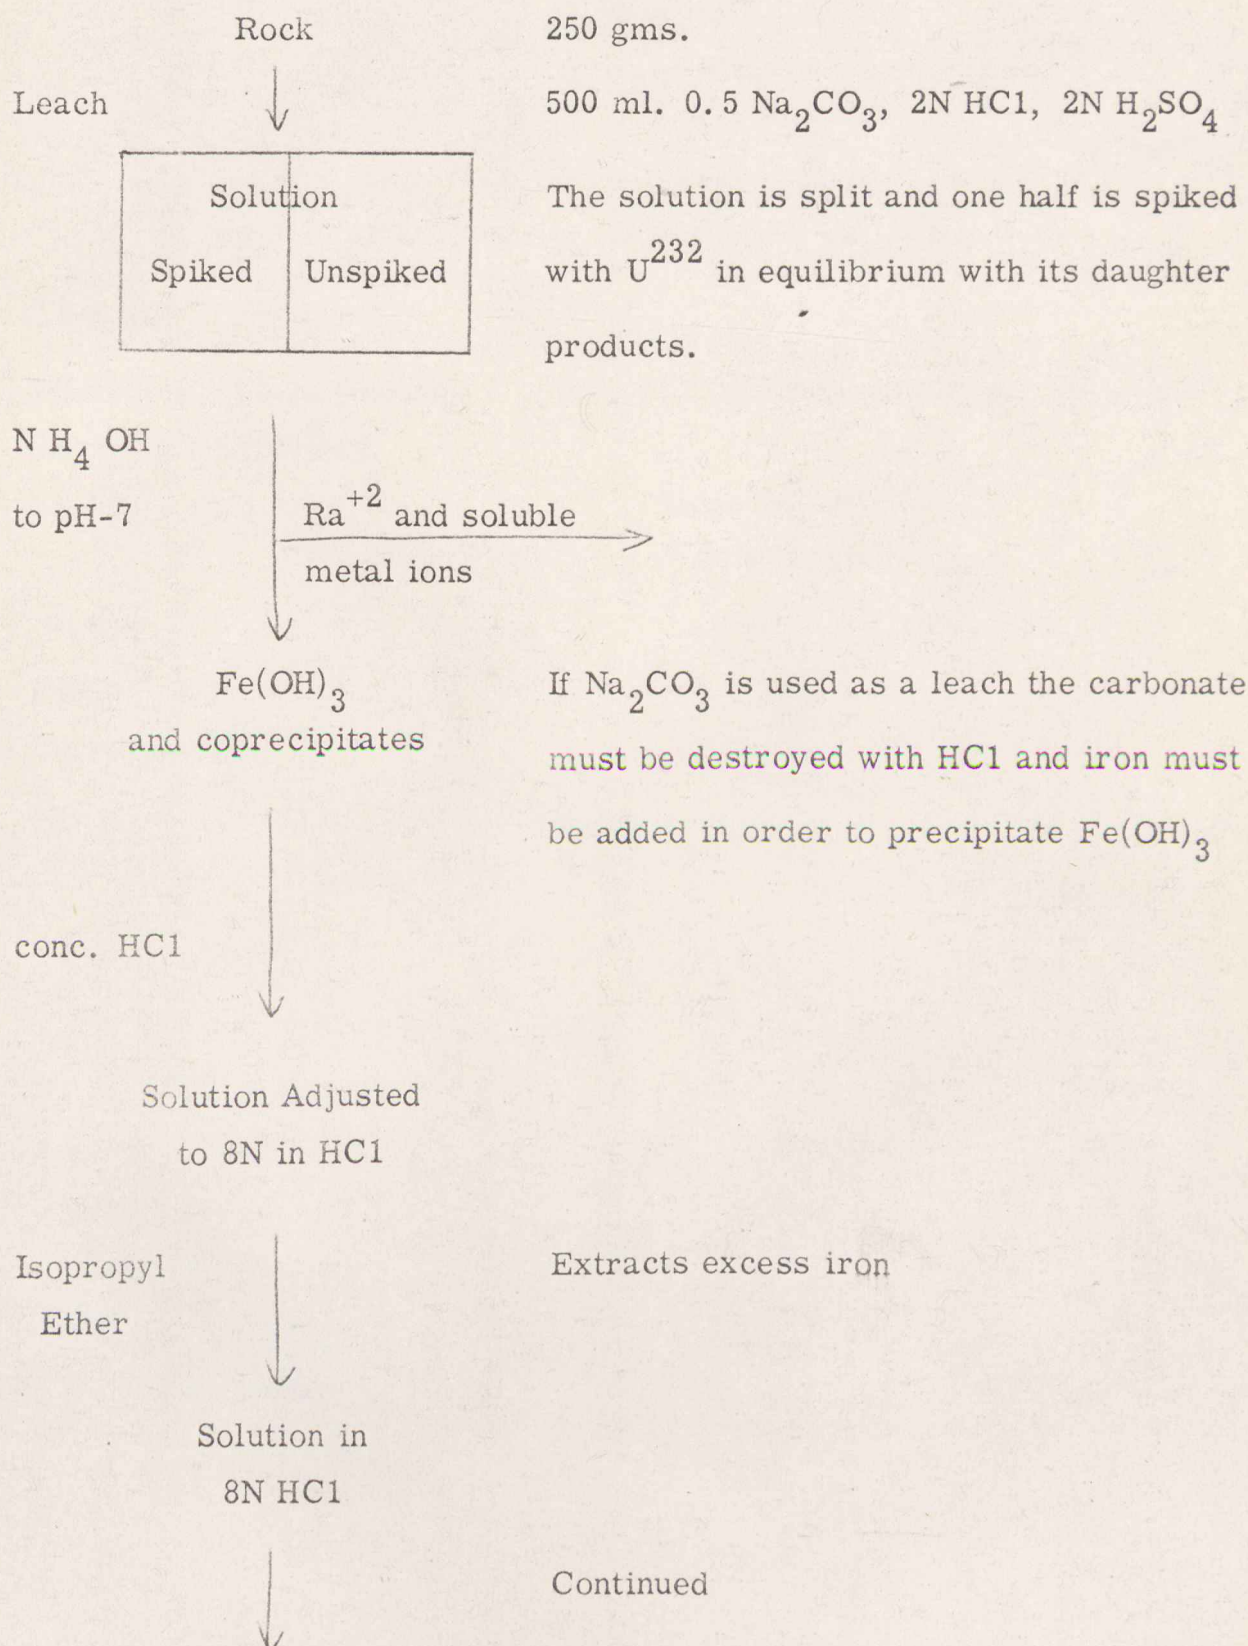 Rock 250 gms.
Leach 500 ml. 0.5 Na₂CO₃, 2N HCl, 2N H₂SO₄
Solution The solution is split and one half is spiked
Spiked Unspiked with U²³² in equilibrium with its daughter
products.
N H₄ OH
to pH-7 Ra⁺² and soluble
metal ions
Fe(OH)₃ If Na₂CO₃ is used as a leach the carbonate
and coprecipitates must be destroyed with HCl and iron must
be added in order to precipitate Fe(OH)₃
conc. HCl
Solution Adjusted
to 8N in HCl
Isopropyl Extracts excess iron
Ether
Solution in
8N HCl
Continued